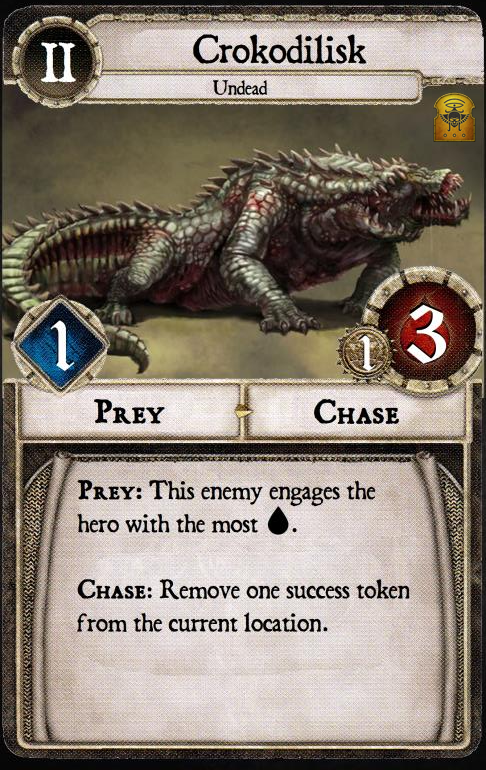 II
Crokodilisk
Undead
1
1
3
Prey
Chase
Prey: This enemy engages the
hero with the most .
Chase: Remove one success token
from the current location.